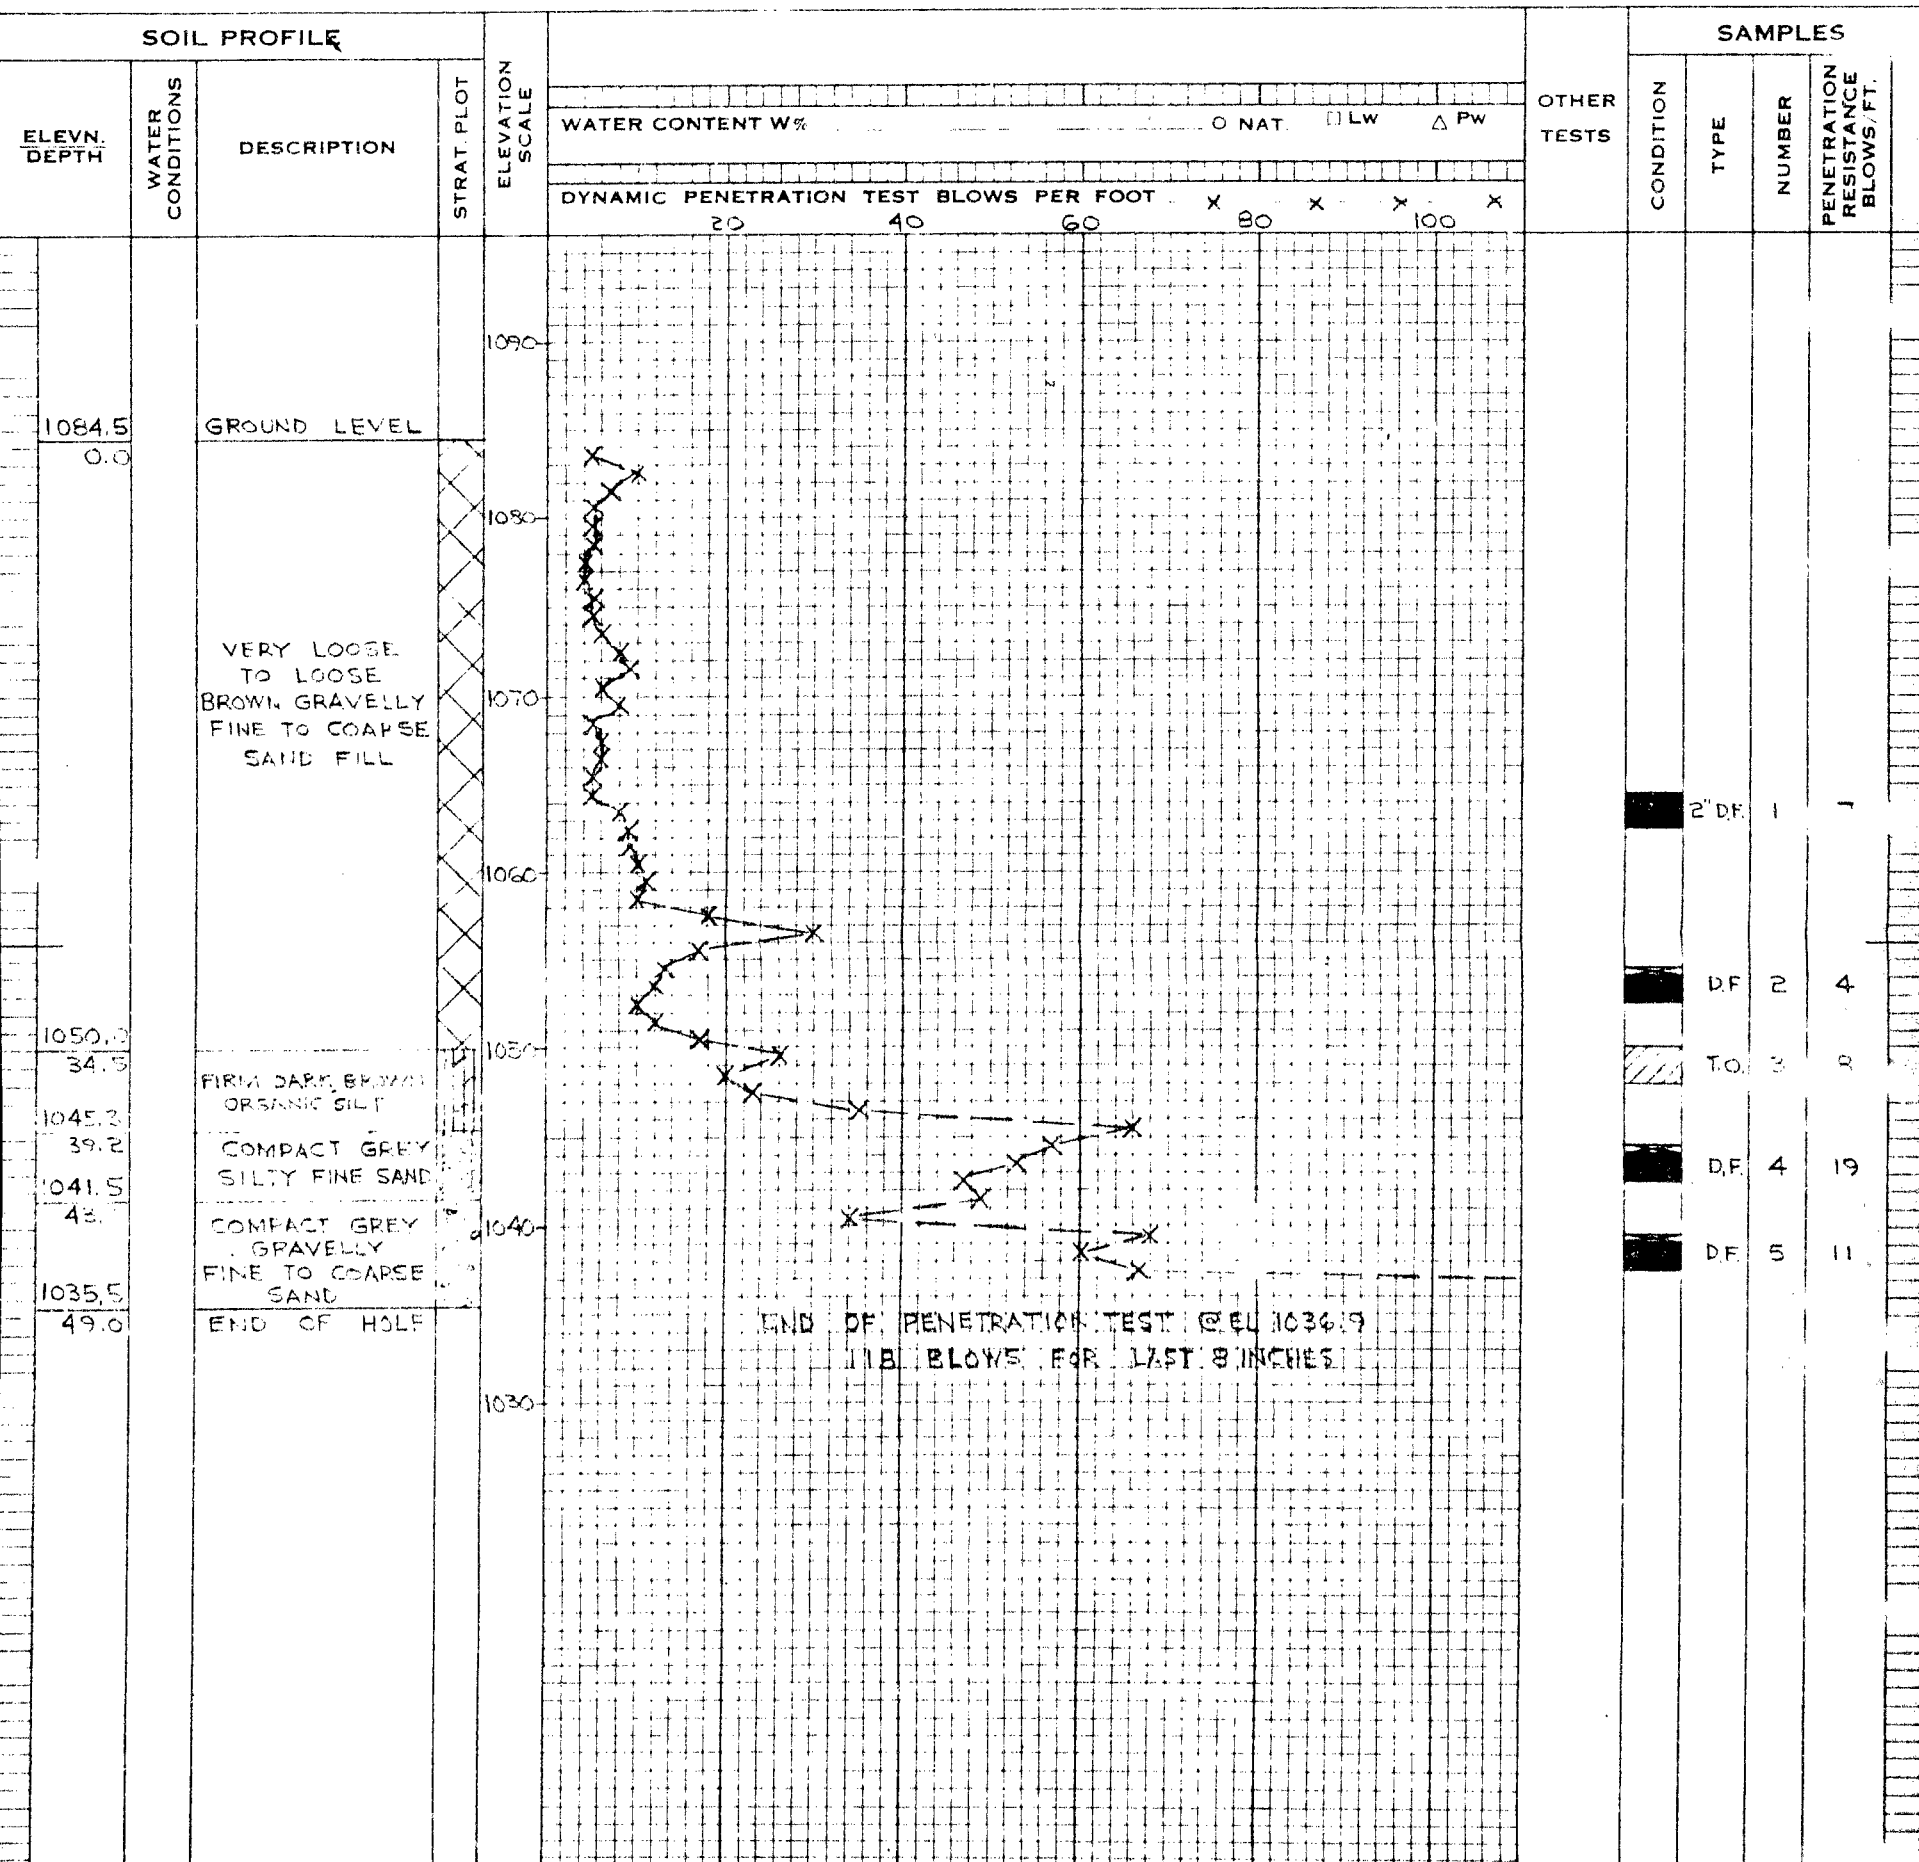 SOIL PROFILE
SAMPLES
ELEVN.
DEPTH
WATER
CONDITIONS
DESCRIPTION
STRAT. PLOT
ELEVATION
SCALE
WATER CONTENT W% O NAT. □ LW △ PW
DYNAMIC PENETRATION TEST BLOWS PER FOOT X X X X
20 40 60 80 100
OTHER
TESTS
CONDITION
TYPE
NUMBER
PENETRATION
RESISTANCE
BLOWS/FT.
1090
1084.5 GROUND LEVEL
0.0
1080
VERY LOOSE
TO LOOSE
BROWN GRAVELLY
FINE TO COARSE
SAND FILL
1070
2" D.F. 1
1060
D.F. 2 4
1050.0
34.5
1050
FIRM DARK BROWN
ORGANIC SILT
T.O. 3
1045.3
39.2
COMPACT GREY
SILTY FINE SAND
D.F. 4 19
1041.5
43.
1040
COMPACT GREY
GRAVELLY
FINE TO COARSE
SAND
D.F. 5 11
1035.5
49.0
END OF HOLE
END OF PENETRATION TEST @ EL 1036.9
118 BLOWS FOR LAST 8 INCHES
1030